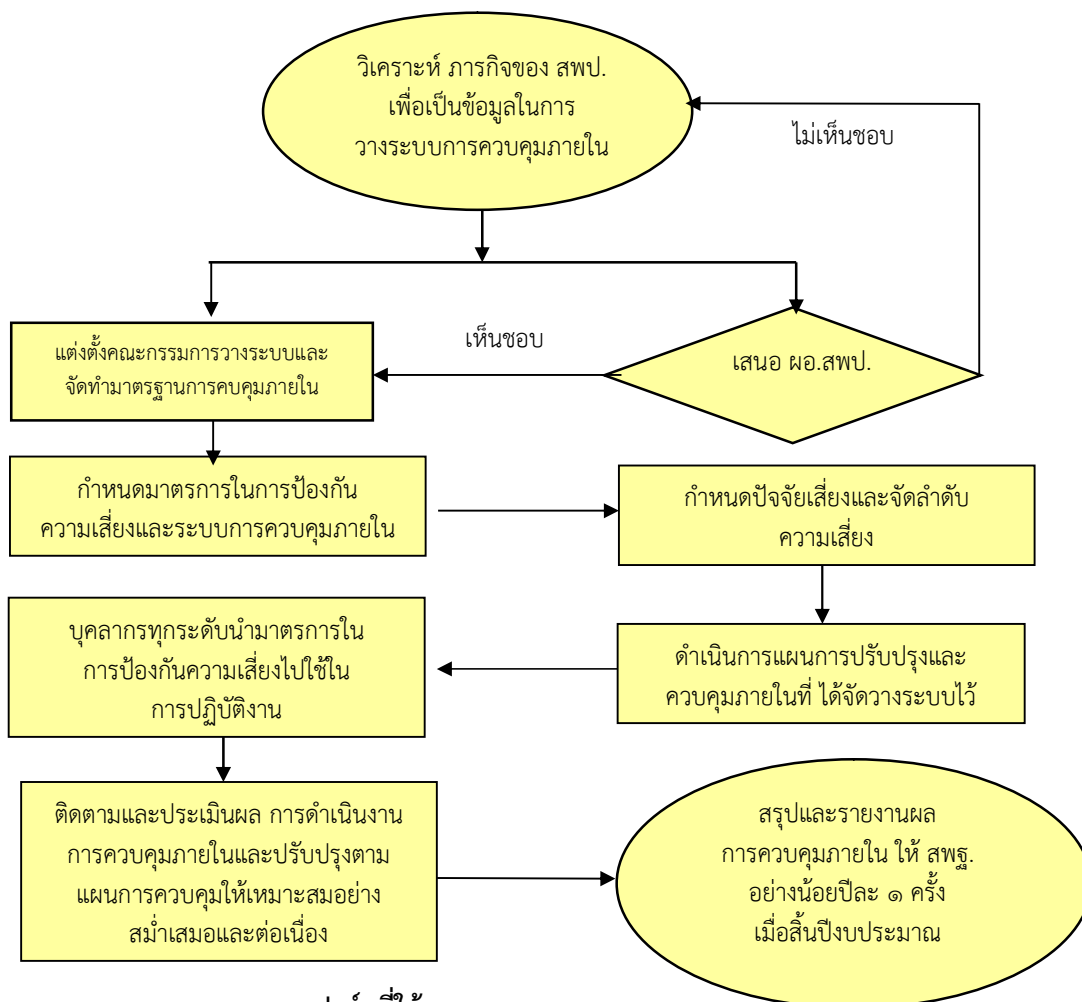 วิเคราะห์ ภารกิจของ สพป.
เพื่อเป็นข้อมูลในการ
วางระบบการควบคุมภายใน
ไม่เห็นชอบ
เห็นชอบ
เสนอ ผอ.สพป.
แต่งตั้งคณะกรรมการวางระบบและ
จัดทำมาตรฐานการคบคุมภายใน
กำหนดมาตรการในการป้องกัน
ความเสี่ยงและระบบการควบคุมภายใน
กำหนดปัจจัยเสี่ยงและจัดลำดับ
ความเสี่ยง
ดำเนินการแผนการปรับปรุงและ
ควบคุมภายในที่ ได้จัดวางระบบไว้
บุคลากรทุกระดับนำมาตรการใน
การป้องกันความเสี่ยงไปใช้ใน
การปฏิบัติงาน
ติดตามและประเมินผล การดำเนินงาน
การควบคุมภายในและปรับปรุงตาม
แผนการควบคุมให้เหมาะสมอย่าง
สม่ำเสมอและต่อเนื่อง
สรุปและรายงานผล
การควบคุมภายใน ให้ สพฐ.
อย่างน้อยปีละ ๑ ครั้ง
เมื่อสิ้นปีงบประมาณ